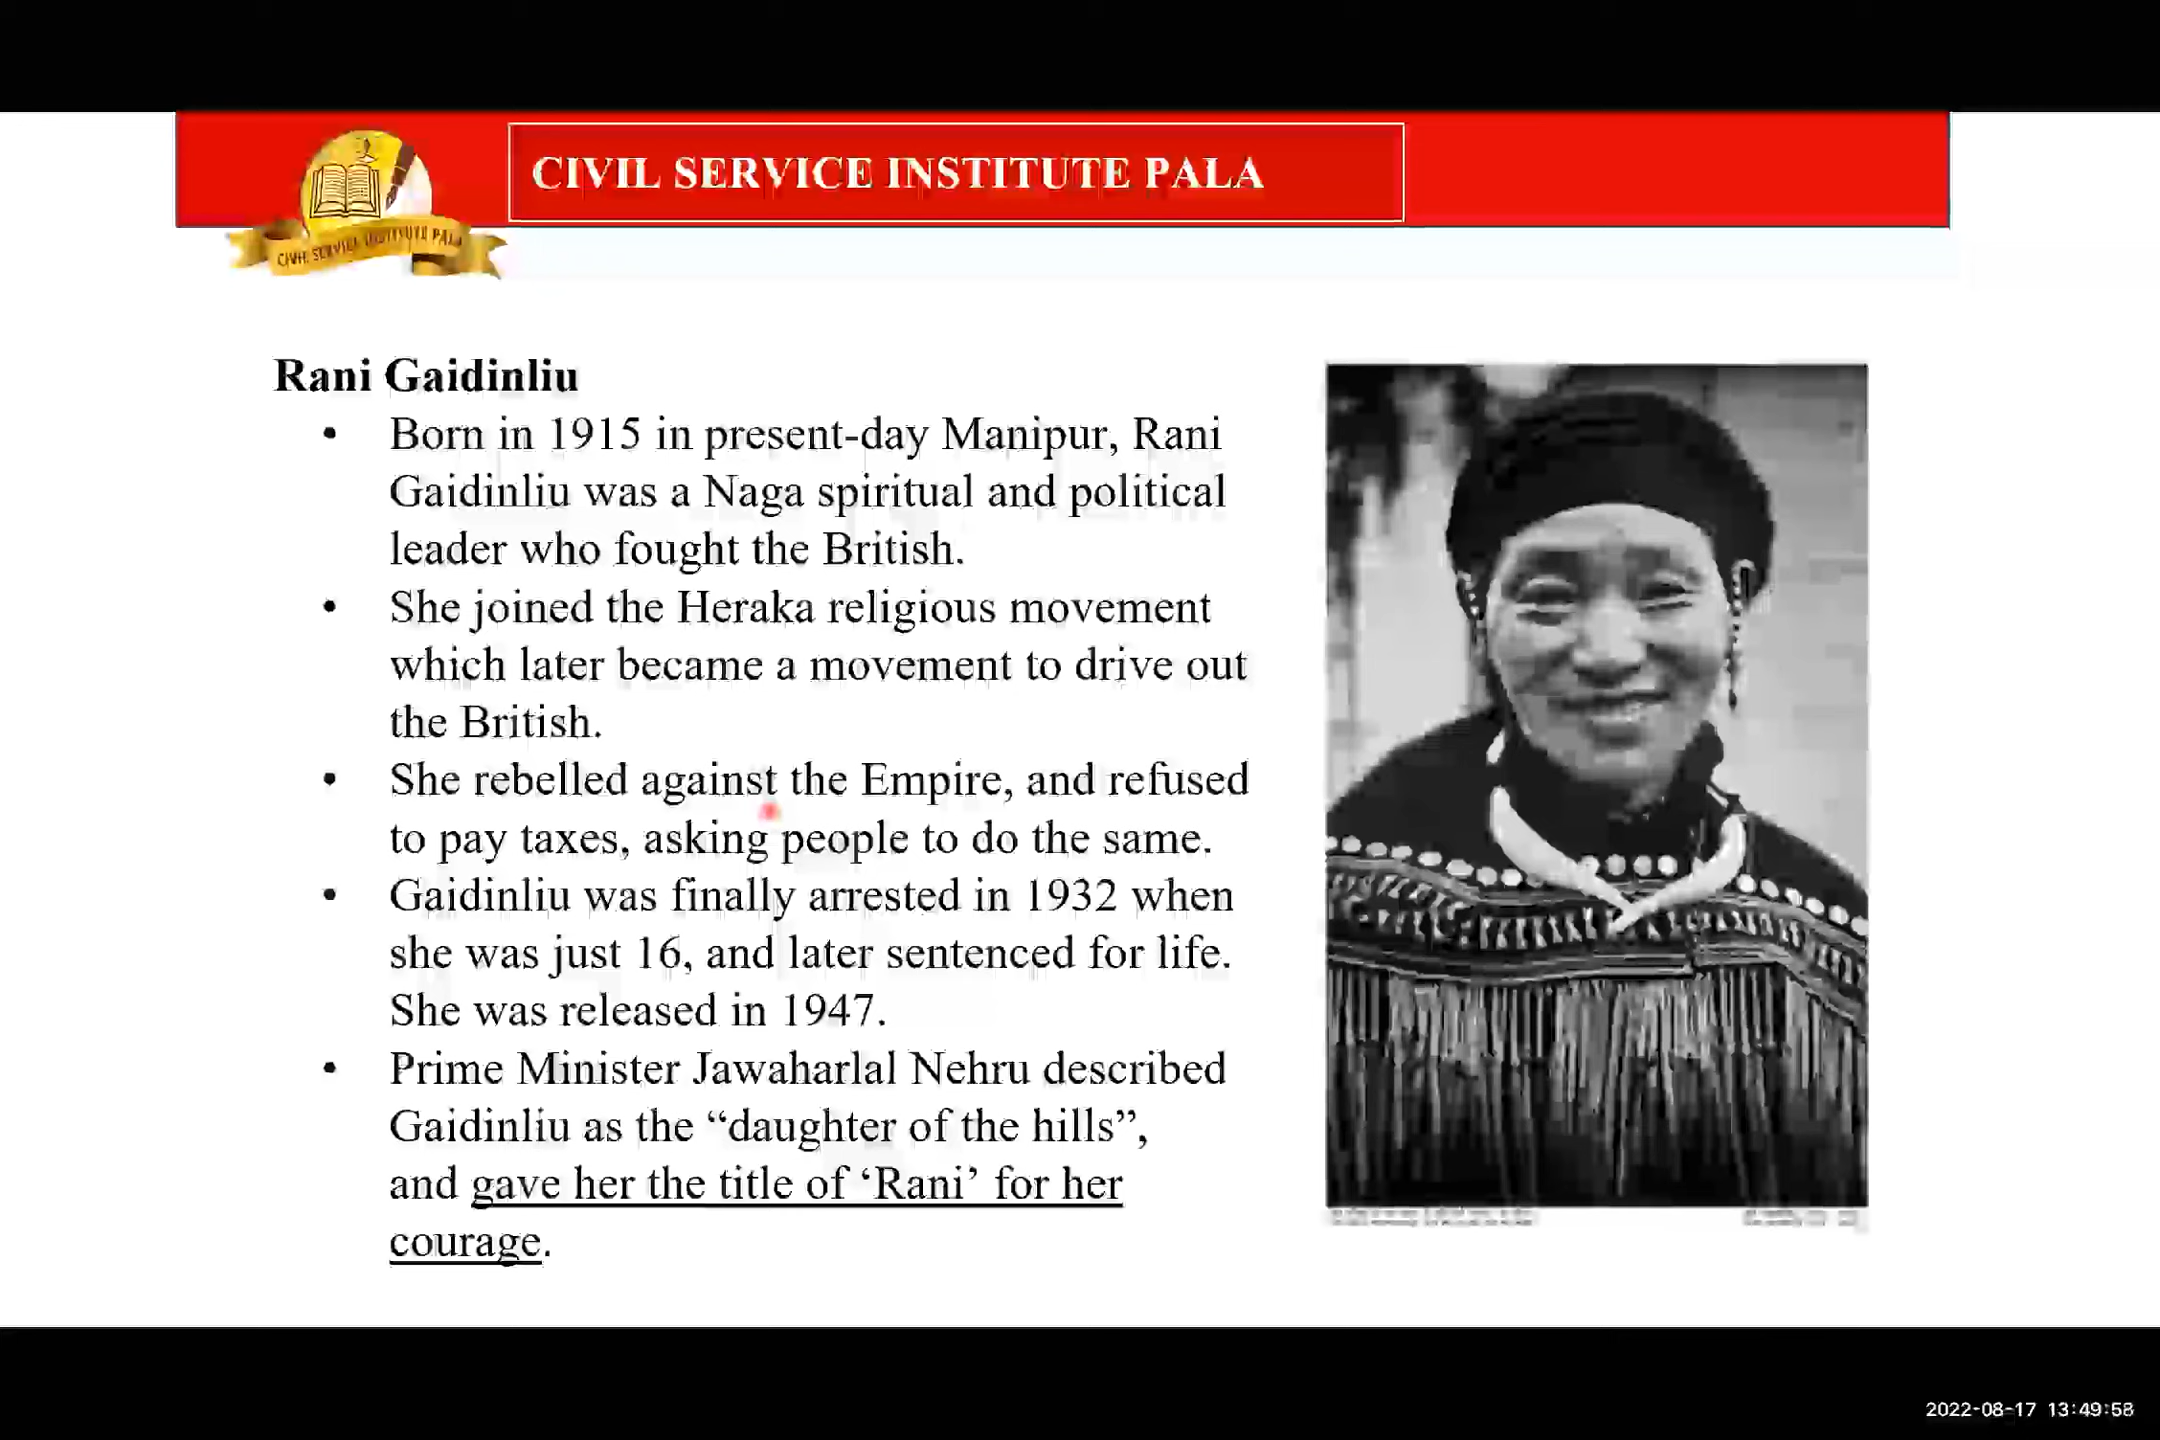 CIVIL SERVICE INSTITUTE PALA
CIVIL SERVICE INSTITUTE PALA
Rani Gaidinliu
• Born in 1915 in present-day Manipur, Rani
Gaidinliu was a Naga spiritual and political
leader who fought the British.
• She joined the Heraka religious movement
which later became a movement to drive out
the British.
• She rebelled against the Empire, and refused
to pay taxes, asking people to do the same.
• Gaidinliu was finally arrested in 1932 when
she was just 16, and later sentenced for life.
She was released in 1947.
• Prime Minister Jawaharlal Nehru described
Gaidinliu as the “daughter of the hills”,
and gave her the title of ‘Rani’ for her
courage.
2022-08-17 13:49:58